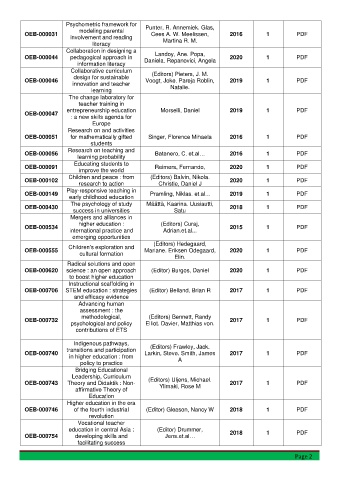 OEB-000031 Psychometric framework for modeling parental involvement and reading literacy Punter, R. Annemiek, Glas, Cees A. W. Meelissen, Martina R. M. 2016 1 PDF
OEB-000044 Collaboration in designing a pedagogical approach in information literacy Landoy, Ane. Popa, Daniela, Repanovici, Angela 2020 1 PDF
OEB-000046 Collaborative curriculum design for sustainable innovation and teacher learning (Editors) Pieters, J. M. Voogt, Joke. Pareja Roblin, Natalie. 2019 1 PDF
OEB-000047 The change laboratory for teacher training in entrepreneurship education : a new skills agenda for Europe Morselli, Daniel 2019 1 PDF
OEB-000051 Research on and activities for mathematically gifted students Singer, Florence Mihaela 2016 1 PDF
OEB-000056 Research on teaching and learning probability Batanero, C. et.al... 2016 1 PDF
OEB-000091 Educating students to improve the world Reimers, Fernando, 2020 1 PDF
OEB-000102 Children and peace : from research to action (Editors) Balvin, Nikola. Christie, Daniel J 2020 1 PDF
OEB-000149 Play-responsive teaching in early childhood education Pramling, Niklas, et.al... 2019 1 PDF
OEB-000430 The psychology of study success in universities Määttä, Kaarina. Uusiautti, Satu 2018 1 PDF
OEB-000534 Mergers and alliances in higher education : international practice and emerging opportunities (Editors) Curaj, Adrian.et.al... 2015 1 PDF
OEB-000555 Children's exploration and cultural formation (Editors) Hedegaard, Mariane. Eriksen Odegaard, Elin. 2020 1 PDF
OEB-000620 Radical solutions and open science : an open approach to boost higher education (Editor) Burgos, Daniel 2020 1 PDF
OEB-000706 Instructional scaffolding in STEM education : strategies and efficacy evidence (Editor) Belland, Brian R 2017 1 PDF
OEB-000732 Advancing human assessment : the methodological, psychological and policy contributions of ETS (Editors) Bennett, Randy Elliot. Davier, Matthias von. 2017 1 PDF
OEB-000740 Indigenous pathways, transitions and participation in higher education : from policy to practice (Editors) Frawley, Jack. Larkin, Steve, Smith, James A 2017 1 PDF
OEB-000743 Bridging Educational Leadership, Curriculum Theory and Didaktik : Non-affirmative Theory of Education (Editors) Uljens, Michael. Ylimaki, Rose M 2017 1 PDF
OEB-000746 Higher education in the era of the fourth industrial revolution (Editor) Gleason, Nancy W 2018 1 PDF
OEB-000754 Vocational teacher education in central Asia : developing skills and facilitating success (Editor) Drummer, Jens.et.al... 2018 1 PDF
Page 2